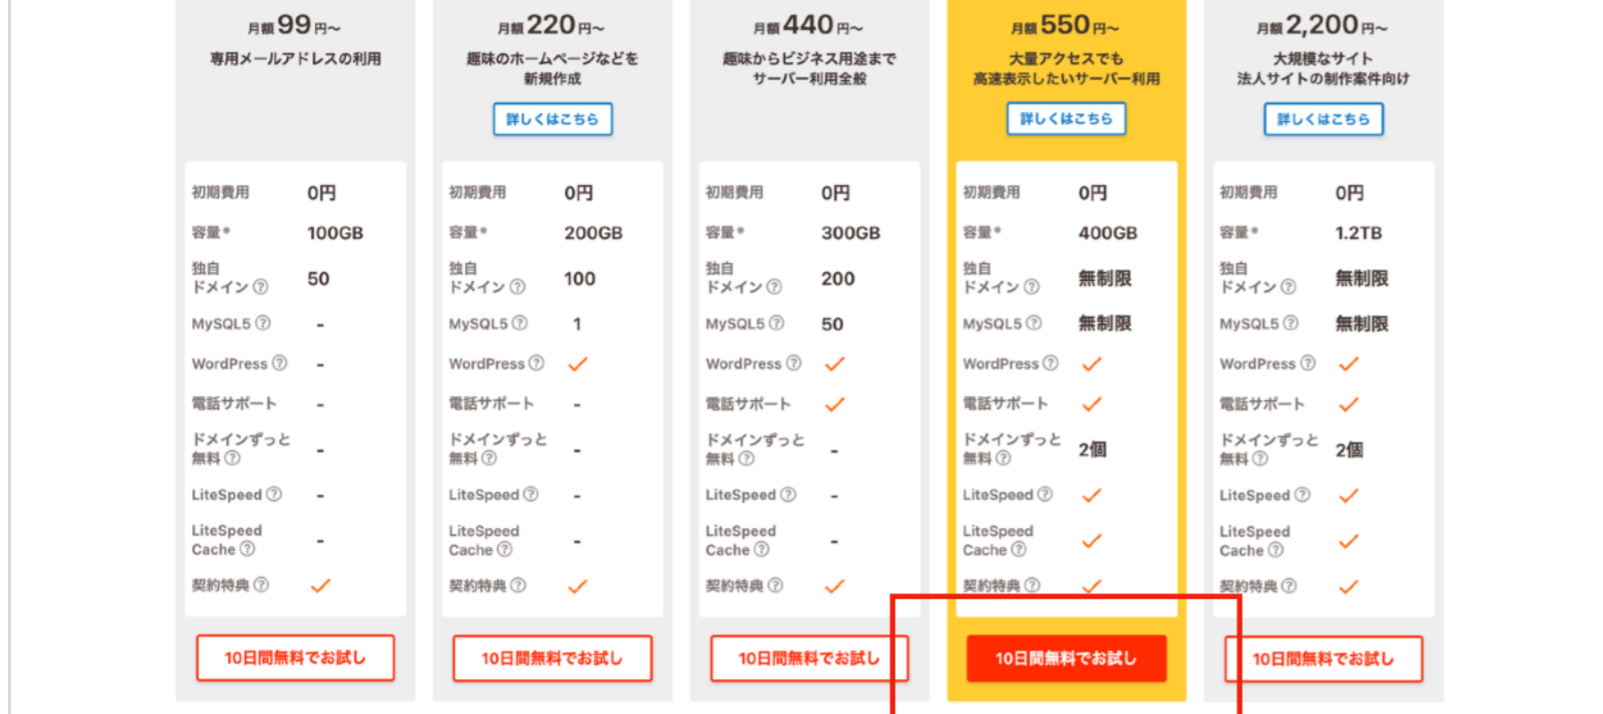 月額99円〜
専用メールアドレスの利用
初期費用 0円
容量※ 100GB
独自
ドメイン ? 50
MySQL5 ? -
WordPress ? -
電話サポート -
ドメインずっと
無料 ? -
LiteSpeed ? -
LiteSpeed
Cache ? -
契約特典 ? ✓
10日間無料でお試し
月額220円〜
趣味のホームページなどを
新規作成
詳しくはこちら
初期費用 0円
容量※ 200GB
独自
ドメイン ? 100
MySQL5 ? 1
WordPress ? ✓
電話サポート -
ドメインずっと
無料 ? -
LiteSpeed ? -
LiteSpeed
Cache ? -
契約特典 ? ✓
10日間無料でお試し
月額440円〜
趣味からビジネス用途まで
サーバー利用全般
初期費用 0円
容量※ 300GB
独自
ドメイン ? 200
MySQL5 ? 50
WordPress ? ✓
電話サポート ✓
ドメインずっと
無料 ? -
LiteSpeed ? -
LiteSpeed
Cache ? -
契約特典 ? ✓
10日間無料でお試し
月額550円〜
大量アクセスでも
高速表示したいサーバー利用
詳しくはこちら
初期費用 0円
容量※ 400GB
独自
ドメイン ? 無制限
MySQL5 ? 無制限
WordPress ? ✓
電話サポート ✓
ドメインずっと
無料 ? 2個
LiteSpeed ? ✓
LiteSpeed
Cache ? ✓
契約特典 ? ✓
10日間無料でお試し
月額2,200円〜
大規模なサイト
法人サイトの制作案件向け
詳しくはこちら
初期費用 0円
容量※ 1.2TB
独自
ドメイン ? 無制限
MySQL5 ? 無制限
WordPress ? ✓
電話サポート ✓
ドメインずっと
無料 ? 2個
LiteSpeed ? ✓
LiteSpeed
Cache ? ✓
契約特典 ? ✓
10日間無料でお試し